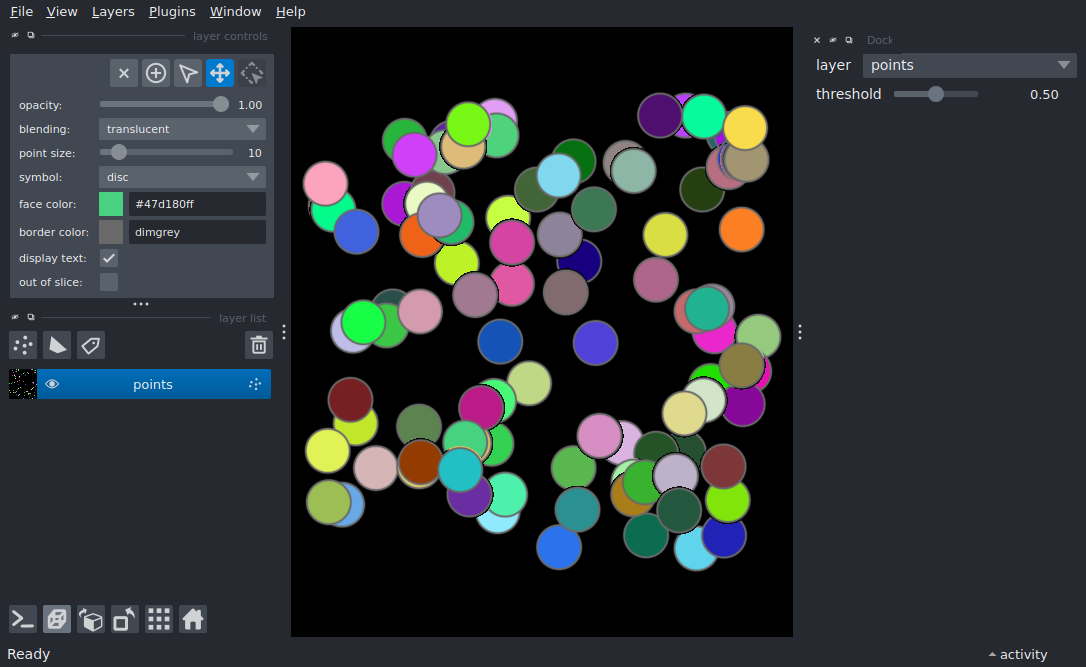 File View Layers Plugins Window Help
layer controls
opacity: 1.00
blending: translucent
point size: 10
symbol: disc
face color: #47d180ff
border color: dimgrey
display text:
out of slice:
layer list
points
Ready
Dock
layer points
threshold 0.50
activity